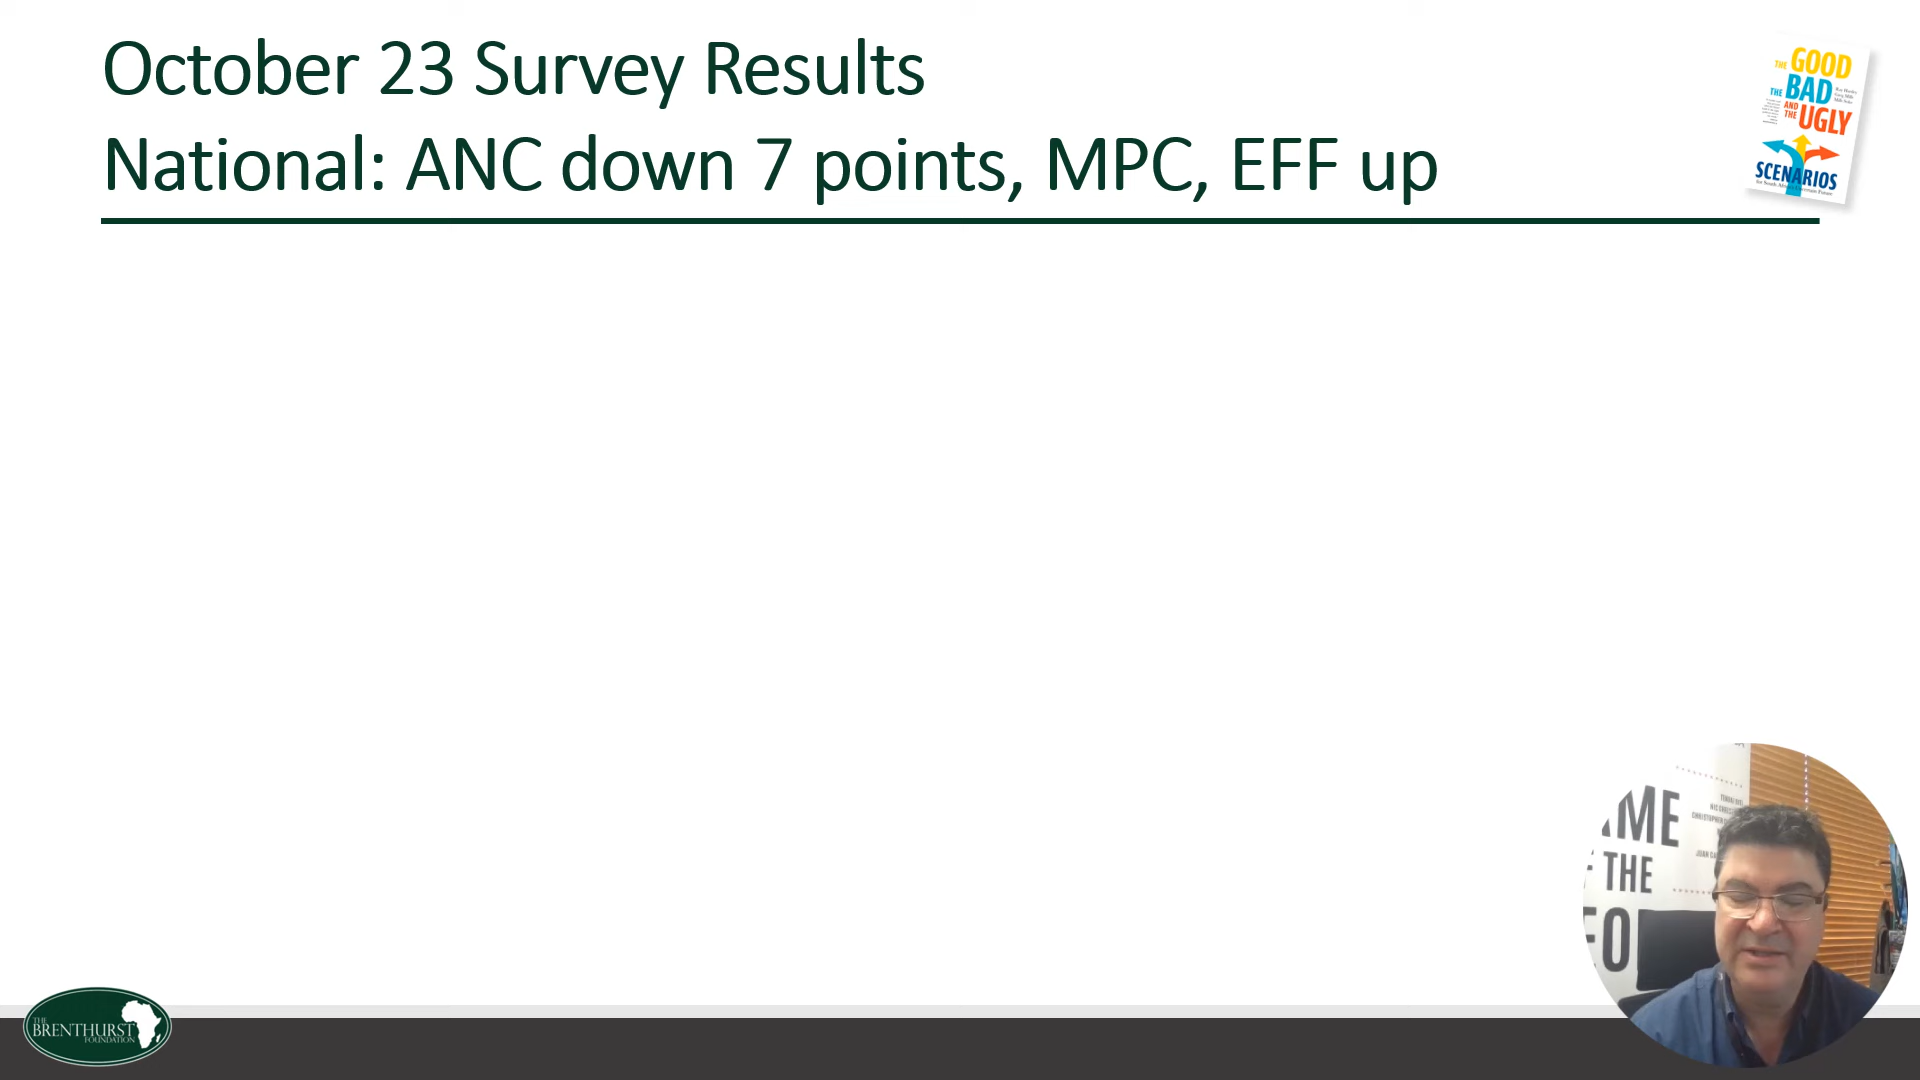 October 23 Survey Results
National: ANC down 7 points, MPC, EFF up
THE GOOD
THE BAD
AND THE UGLY
SCENARIOS
THE
BRENTHURST
FOUNDATION
THE